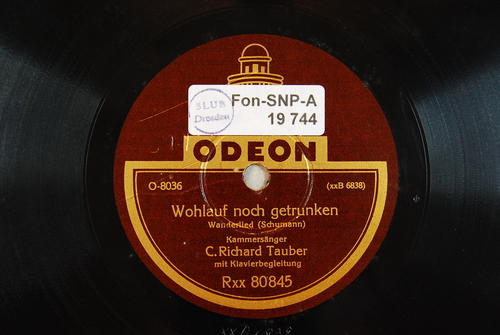 SLUB
Dresden
Fon-SNP-A
19 744
ODEON
O-8036
(xxB 6838)
Wohlauf noch getrunken
Wanderlied (Schumann)
Kammersänger
C. Richard Tauber
mit Klavierbegleitung
Rxx 80845